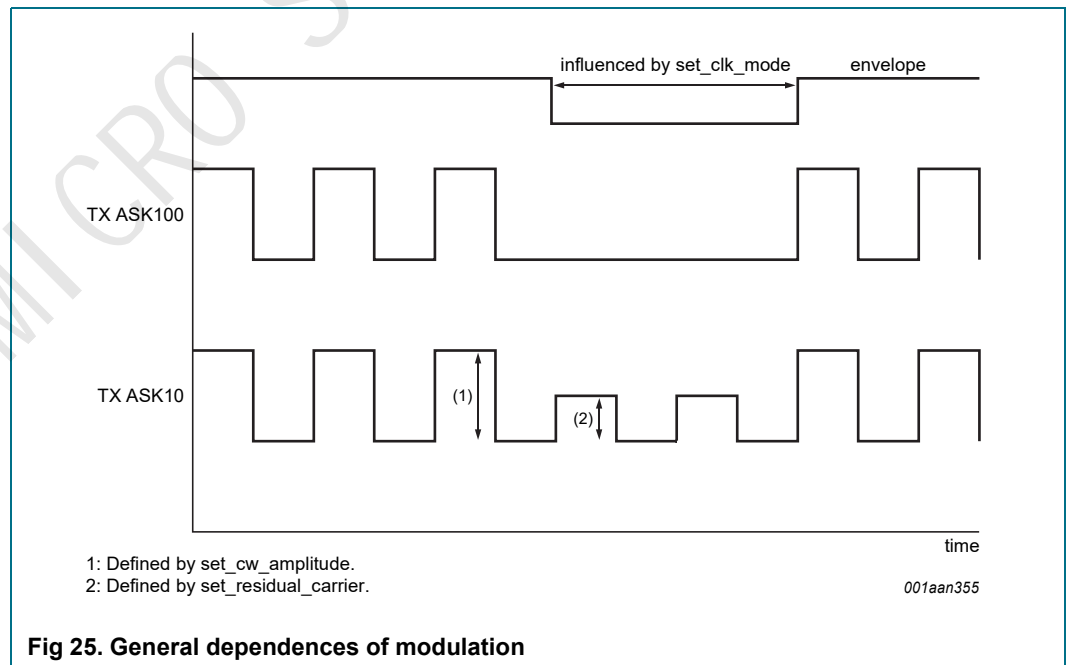 MICRO S
influenced by set_clk_mode envelope
TX ASK100
TX ASK10
(1)
(2)
time
1: Defined by set_cw_amplitude.
2: Defined by set_residual_carrier.
001aan355
Fig 25. General dependences of modulation